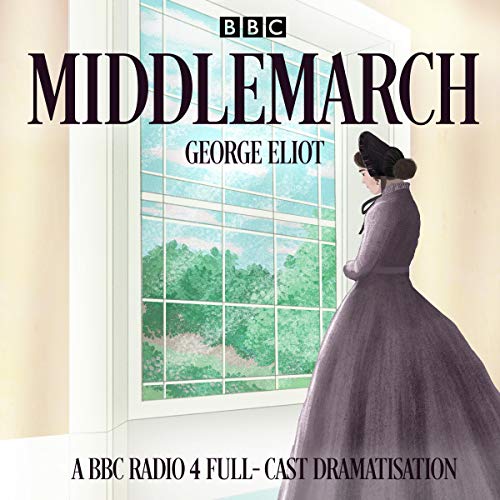 BBC
MIDDLEMARCH
GEORGE ELIOT
A BBC RADIO 4 FULL-CAST DRAMATISATION